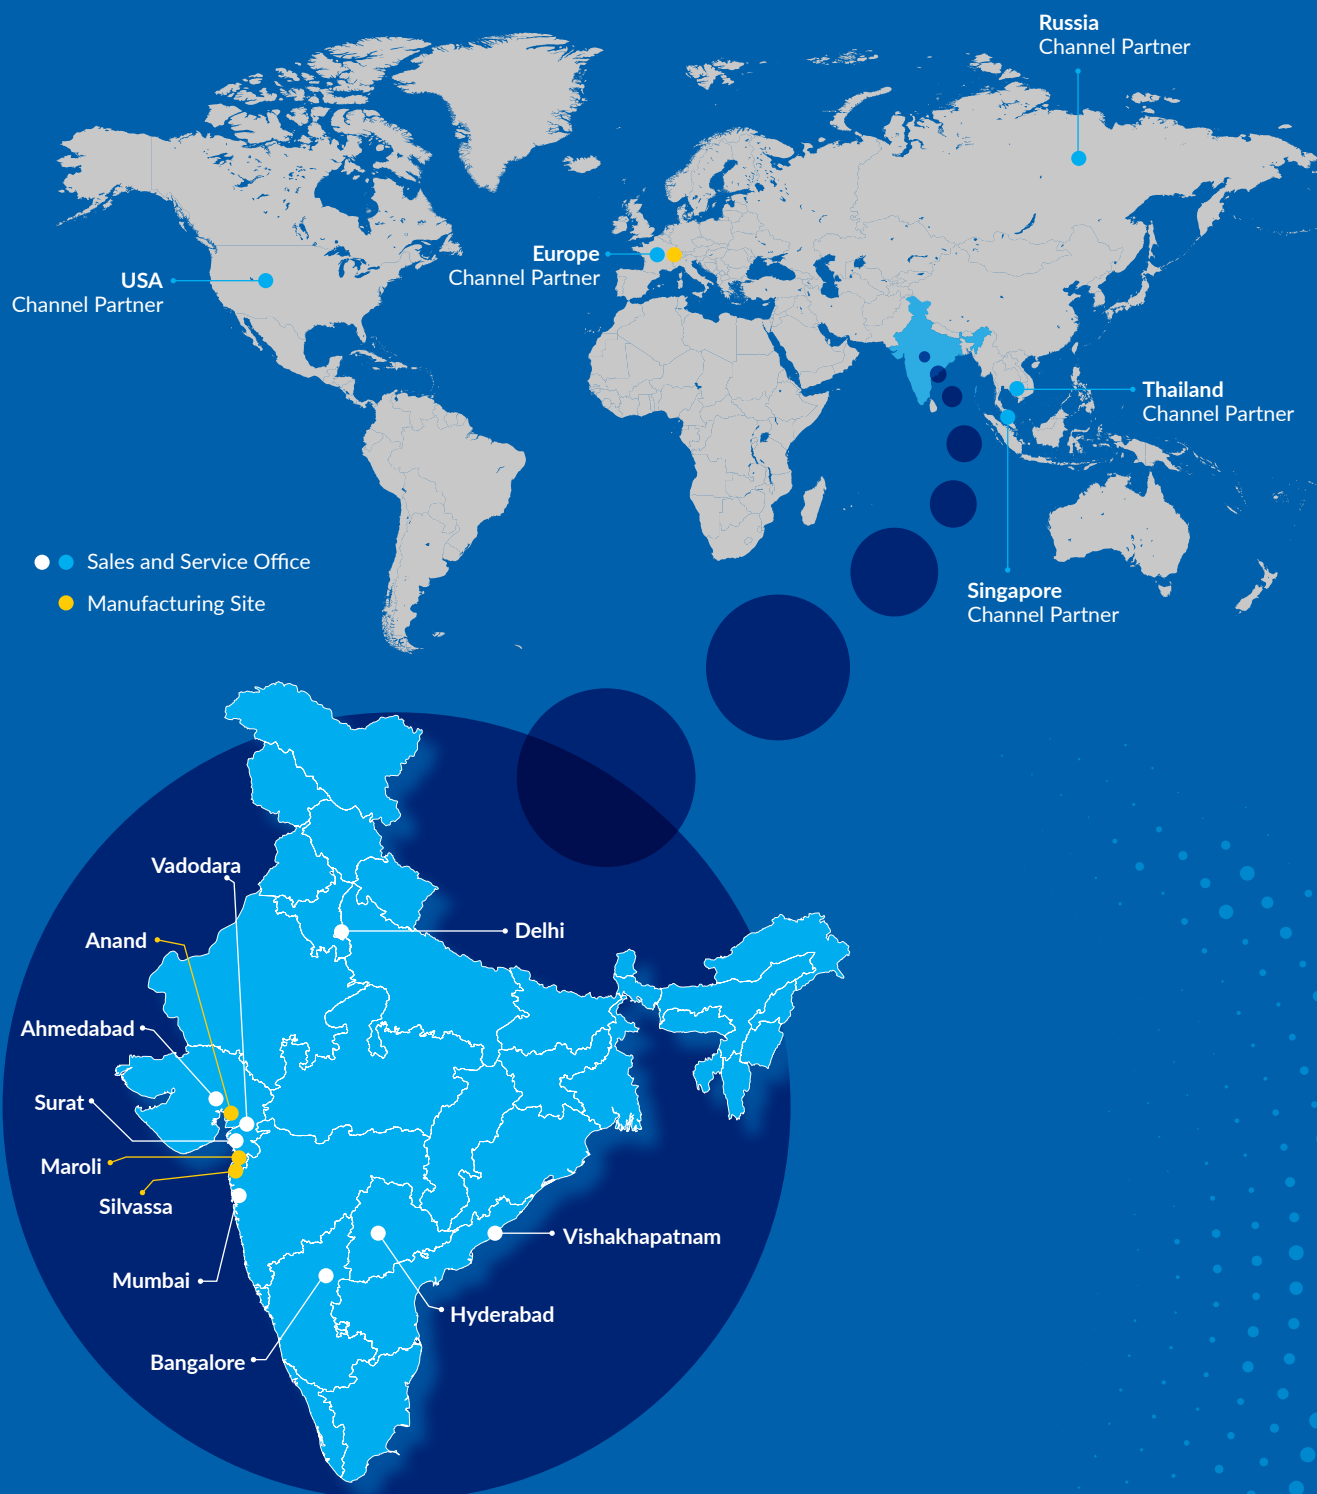 Russia
Channel Partner
Europe
Channel Partner
USA
Channel Partner
Thailand
Channel Partner
Sales and Service Office
Manufacturing Site
Singapore
Channel Partner
Vadodara
Delhi
Anand
Ahmedabad
Surat
Maroli
Silvassa
Vishakhapatnam
Mumbai
Hyderabad
Bangalore